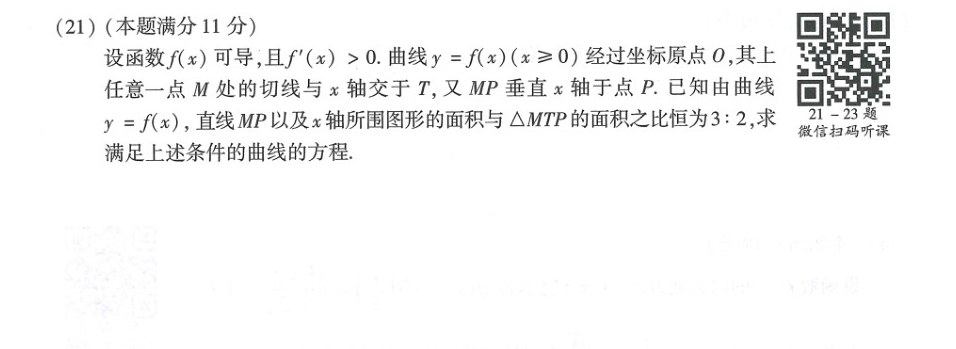 (21)(本题满分 11 分)
设函数 f(x) 可导,且 f′(x) > 0. 曲线 y = f(x)(x ≥ 0) 经过坐标原点 O,其上
任意一点 M 处的切线与 x 轴交于 T,又 MP 垂直 x 轴于点 P. 已知由曲线
y = f(x),直线 MP 以及 x 轴所围图形的面积与 △MTP 的面积之比恒为 3∶2,求
满足上述条件的曲线的方程.
21 - 23 题
微信扫码听课